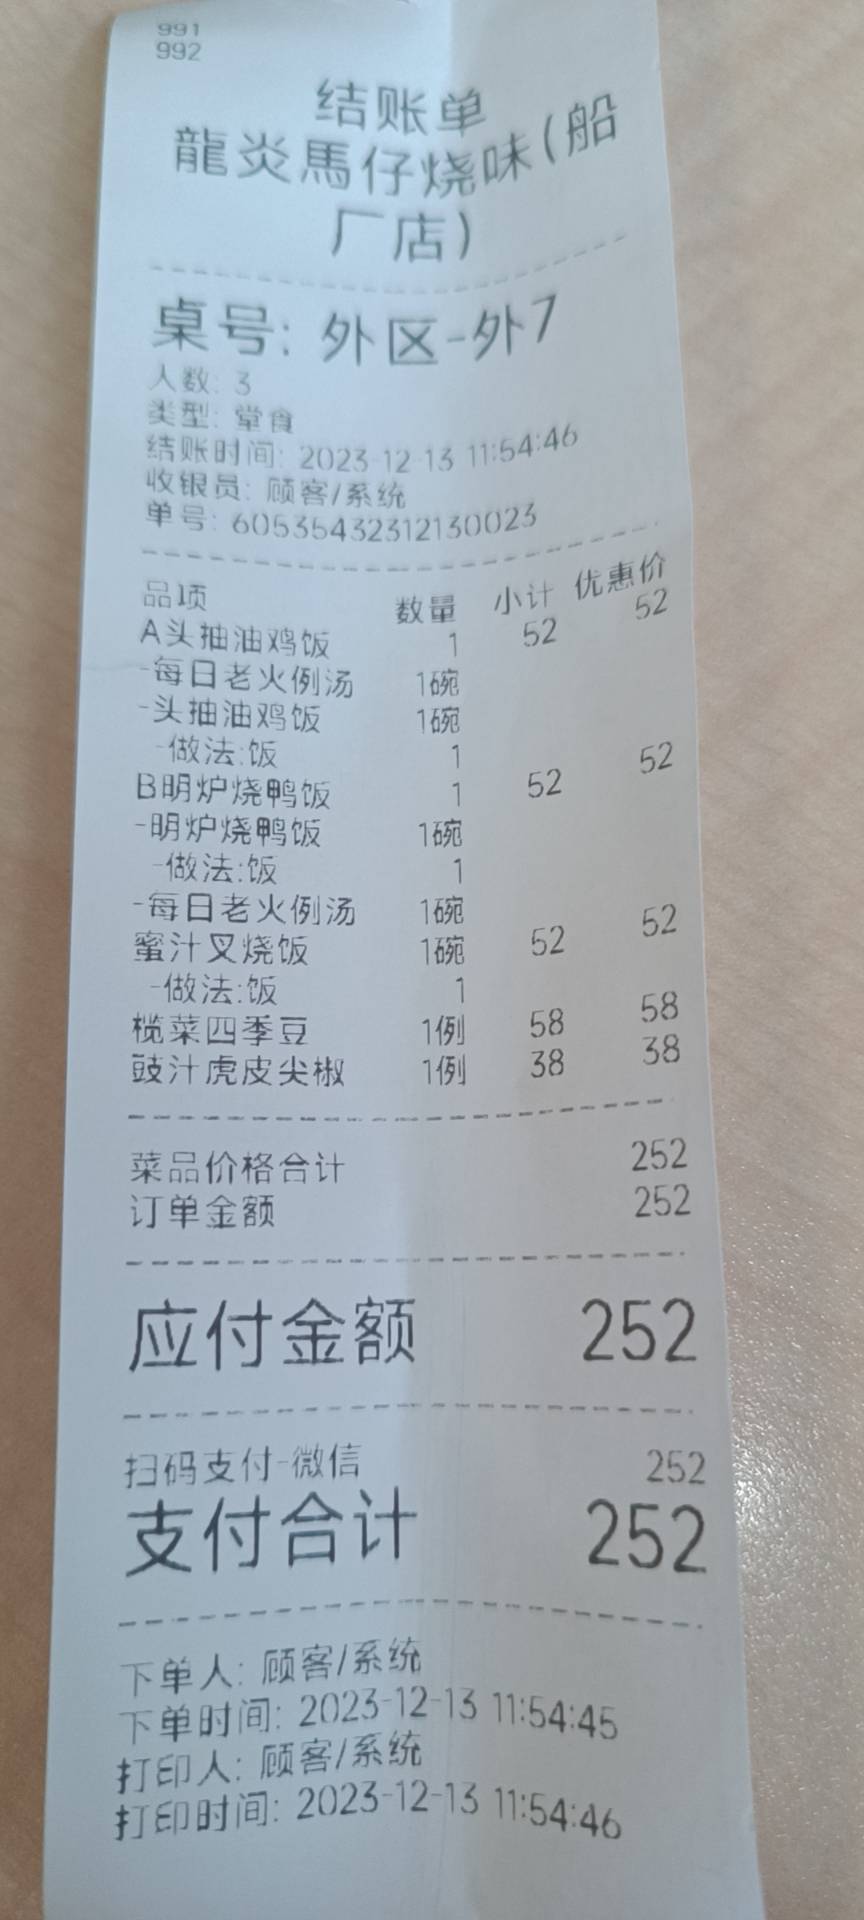 991
992
结账单
龍炎馬仔烧味(船
厂店)
桌号: 外区-外7
人数: 3
类型: 堂食
结账时间: 2023-12-13 11:54:46
收银员: 顾客/系统
单号: 60535432312130023
品项 数量 小计 优惠价
A头抽油鸡饭 1 52 52
-每日老火例汤 1碗
-头抽油鸡饭 1碗
-做法:饭 1
B明炉烧鸭饭 1 52 52
-明炉烧鸭饭 1碗
-做法:饭 1
-每日老火例汤 1碗
蜜汁叉烧饭 1碗 52 52
-做法:饭 1
榄菜四季豆 1例 58 58
豉汁虎皮尖椒 1例 38 38
菜品价格合计 252
订单金额 252
应付金额 252
扫码支付-微信 252
支付合计 252
下单人: 顾客/系统
下单时间: 2023-12-13 11:54:45
打印人: 顾客/系统
打印时间: 2023-12-13 11:54:46